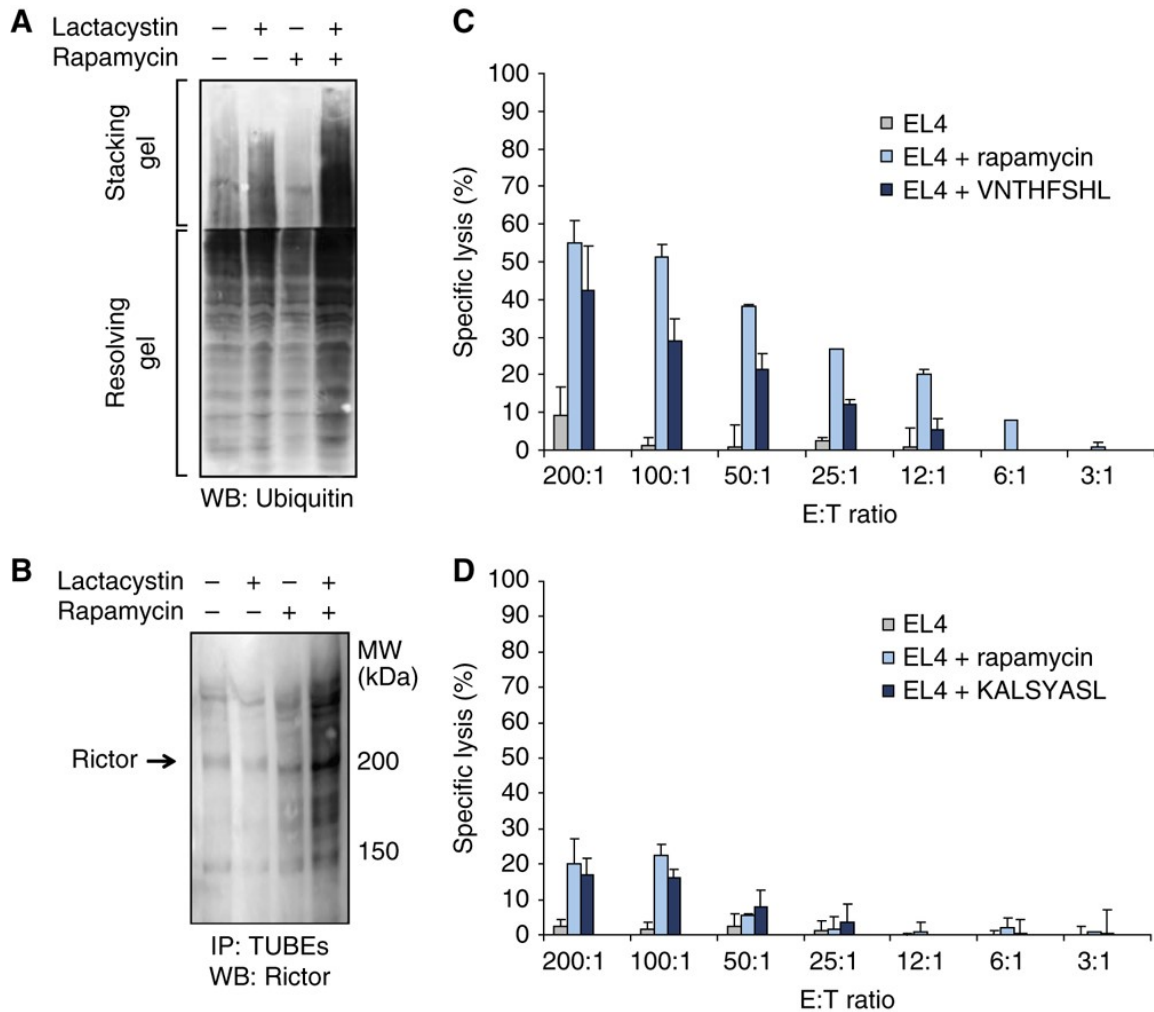 A
Lactacystin − + − +
Rapamycin − − + +
Stacking
gel
Resolving
gel
WB: Ubiquitin
B
Lactacystin − + − +
Rapamycin − − + +
MW
(kDa)
Rictor → 200
150
IP: TUBEs
WB: Rictor
C
Specific lysis (%)
100
90
80
70
60
50
40
30
20
10
0
EL4
EL4 + rapamycin
EL4 + VNTHFSHL
200:1 100:1 50:1 25:1 12:1 6:1 3:1
E:T ratio
D
Specific lysis (%)
100
90
80
70
60
50
40
30
20
10
0
EL4
EL4 + rapamycin
EL4 + KALSYASL
200:1 100:1 50:1 25:1 12:1 6:1 3:1
E:T ratio